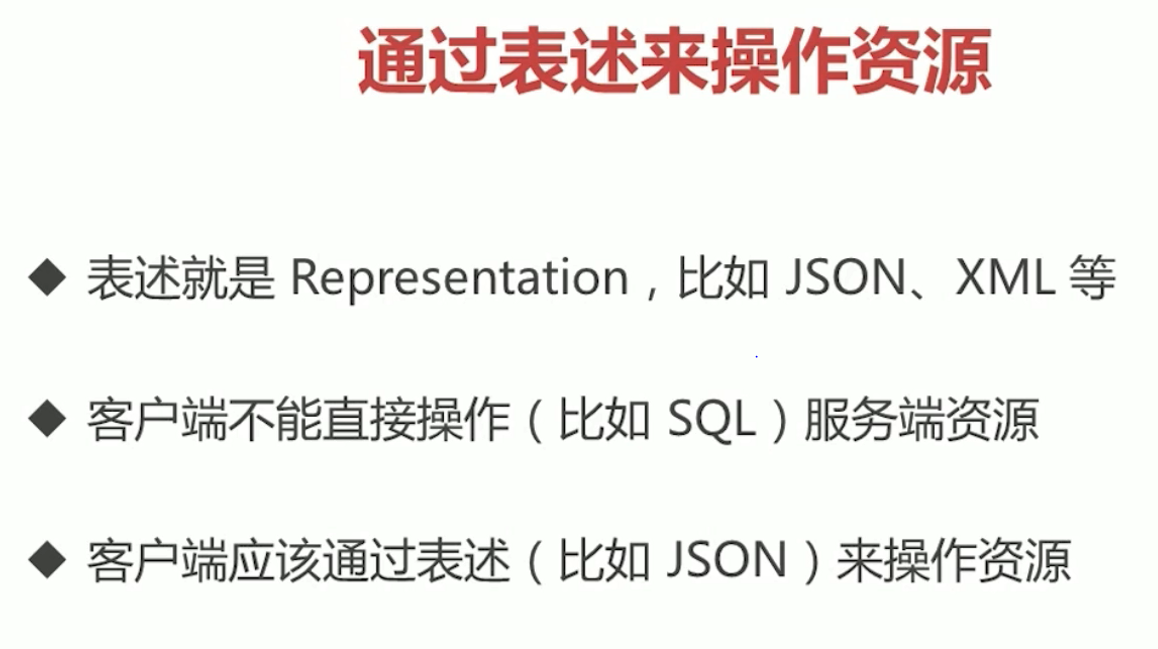 通过表述来操作资源
◆ 表述就是 Representation，比如 JSON、XML 等
◆ 客户端不能直接操作（比如 SQL）服务端资源
◆ 客户端应该通过表述（比如 JSON）来操作资源